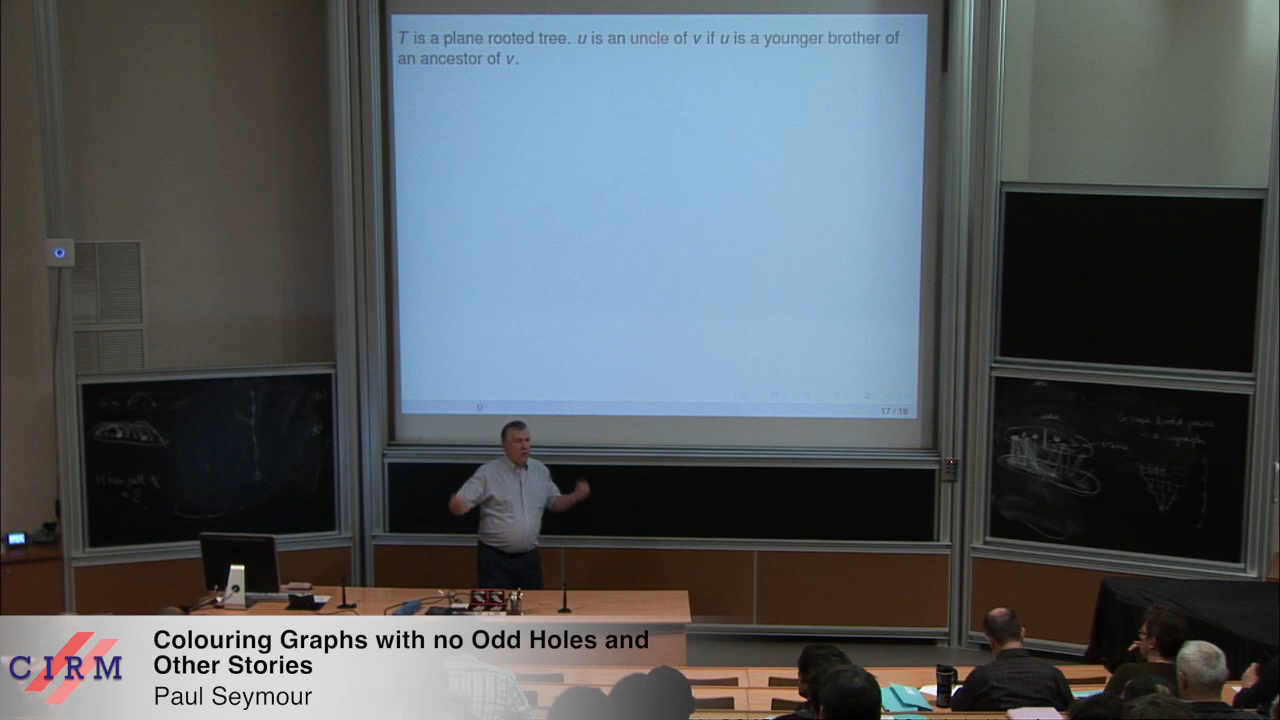 T is a plane rooted tree. u is an uncle of v if u is a younger brother of
an ancestor of v.
0
17 / 18
CIRM
Colouring Graphs with no Odd Holes and
Other Stories
Paul Seymour